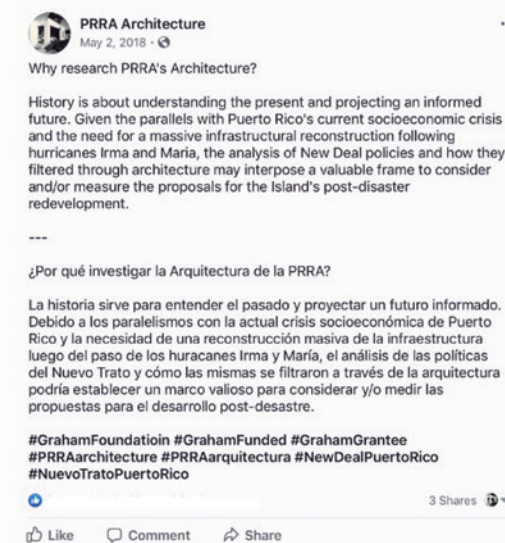 PRRA Architecture
May 2, 2018 ·
Why research PRRA's Architecture?
History is about understanding the present and projecting an informed
future. Given the parallels with Puerto Rico's current socioeconomic crisis
and the need for a massive infrastructural reconstruction following
hurricanes Irma and Maria, the analysis of New Deal policies and how they
filtered through architecture may interpose a valuable frame to consider
and/or measure the proposals for the Island's post-disaster
redevelopment.
---
¿Por qué investigar la Arquitectura de la PRRA?
La historia sirve para entender el pasado y proyectar un futuro informado.
Debido a los paralelismos con la actual crisis socioeconómica de Puerto
Rico y la necesidad de una reconstrucción masiva de la infraestructura
luego del paso de los huracanes Irma y María, el análisis de las políticas
del Nuevo Trato y cómo las mismas se filtraron a través de la arquitectura
podría establecer un marco valioso para considerar y/o medir las
propuestas para el desarrollo post-desastre.
#GrahamFoundatioin #GrahamFunded #GrahamGrantee
#PRRAarchitecture #PRRAarquitectura #NewDealPuertoRico
#NuevoTratoPuertoRico
3 Shares
Like Comment Share